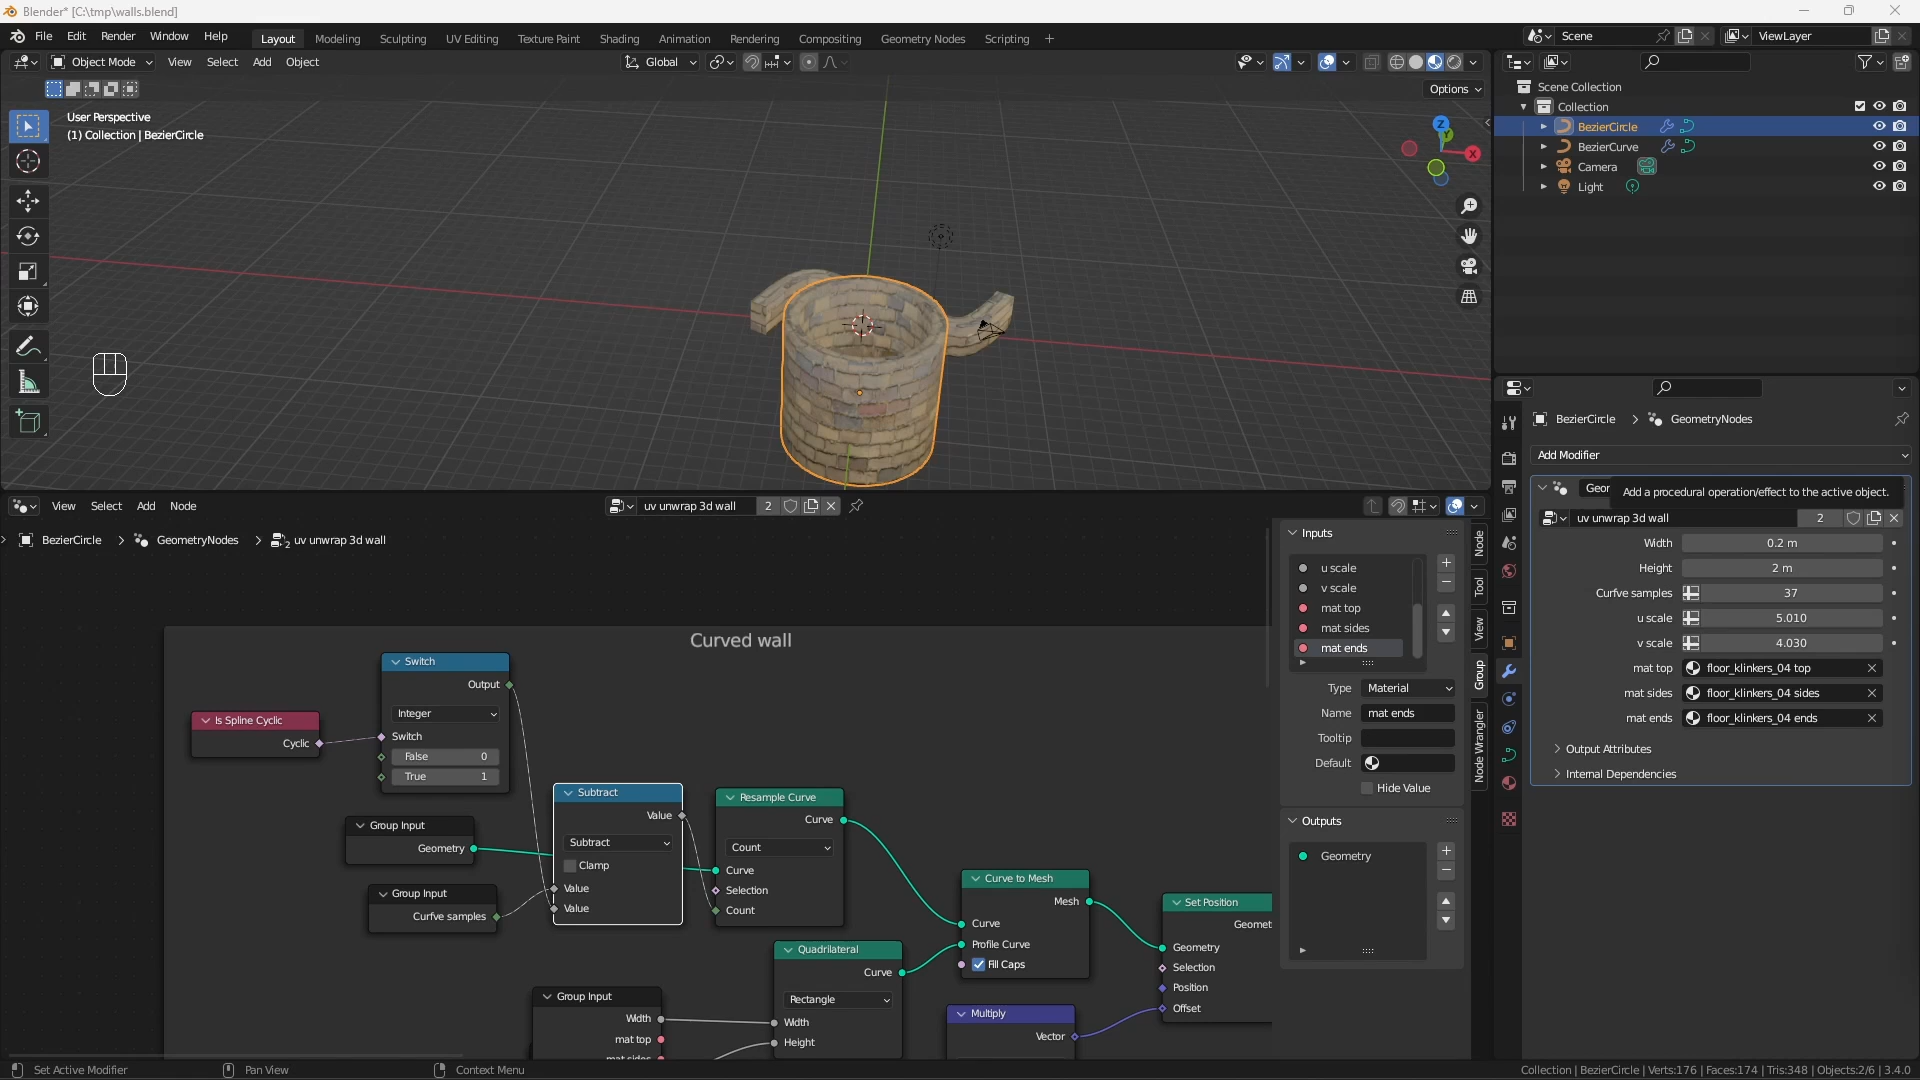 Blender* [C:\tmp\walls.blend]
File Edit Render Window Help Layout Modeling Sculpting UV Editing Texture Paint Shading Animation Rendering Compositing Geometry Nodes Scripting +
Scene ViewLayer
Object Mode View Select Add Object Global
Options
User Perspective
(1) Collection | BezierCircle
Z
Y
X
Scene Collection
Collection
BezierCircle
BezierCurve
Camera
Light
BezierCircle > GeometryNodes
Add Modifier
Geor
Add a procedural operation/effect to the active object.
uv unwrap 3d wall 2
Width 0.2 m
Height 2 m
Curfve samples 37
u scale 5.010
v scale 4.030
mat top floor_klinkers_04 top
mat sides floor_klinkers_04 sides
mat ends floor_klinkers_04 ends
Output Attributes
Internal Dependencies
View Select Add Node uv unwrap 3d wall 2
BezierCircle > GeometryNodes > 2 uv unwrap 3d wall
Curved wall
Is Spline Cyclic
Cyclic
Switch
Output
Integer
Switch
False 0
True 1
Group Input
Geometry
Group Input
Curfve samples
Subtract
Value
Subtract
Clamp
Value
Value
Resample Curve
Curve
Count
Curve
Selection
Count
Group Input
Width
mat top
mat sides
Quadrilateral
Curve
Rectangle
Width
Height
Curve to Mesh
Mesh
Curve
Profile Curve
Fill Caps
Multiply
Vector
Set Position
Geomet
Geometry
Selection
Position
Offset
Inputs
u scale
v scale
mat top
mat sides
mat ends
Type Material
Name mat ends
Tooltip
Default
Hide Value
Outputs
Geometry
Node
Tool
View
Group
Node Wrangler
Set Active Modifier Pan View Context Menu
Collection | BezierCircle | Verts:176 | Faces:174 | Tris:348 | Objects:2/6 | 3.4.0